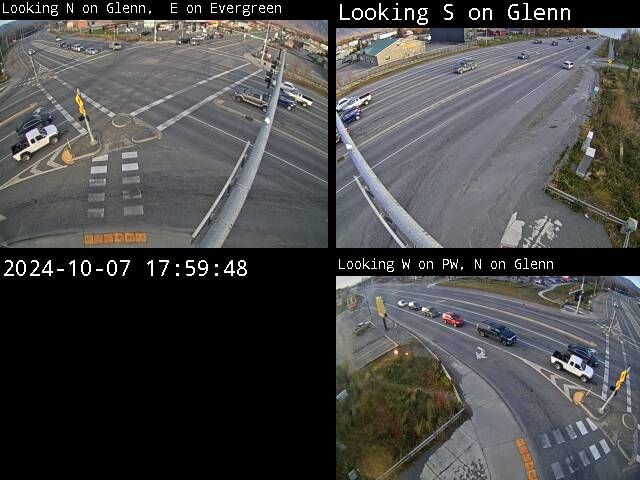 Looking N on Glenn,  E on Evergreen
Looking S on Glenn
2024-10-07 17:59:48
Looking W on PW, N on Glenn